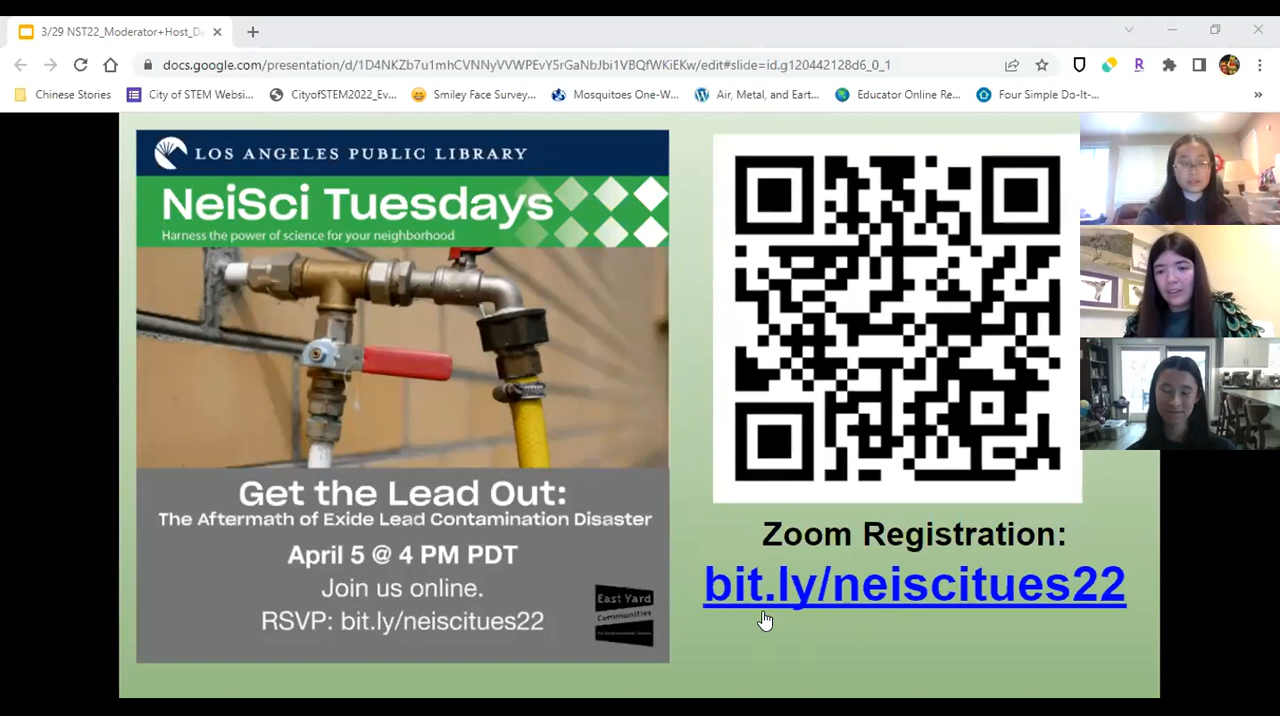 3/29 NST22_Moderator+Host_D
docs.google.com/presentation/d/1D4NKZb7u1mhCVNNyVVWPEvY5rGaNbJbi1VBQfWKiEKw/edit#slide=id.g120442128d6_0_1
Chinese Stories
City of STEM Websi...
CityofSTEM2022_Ev...
Smiley Face Survey...
Mosquitoes One-W...
Air, Metal, and Eart...
Educator Online Re...
Four Simple Do-It-...
LOS ANGELES PUBLIC LIBRARY
NeiSci Tuesdays
Harness the power of science for your neighborhood
Get the Lead Out:
The Aftermath of Exide Lead Contamination Disaster
April 5 @ 4 PM PDT
Join us online.
RSVP: bit.ly/neiscitues22
East Yard
Communities
Zoom Registration:
bit.ly/neiscitues22